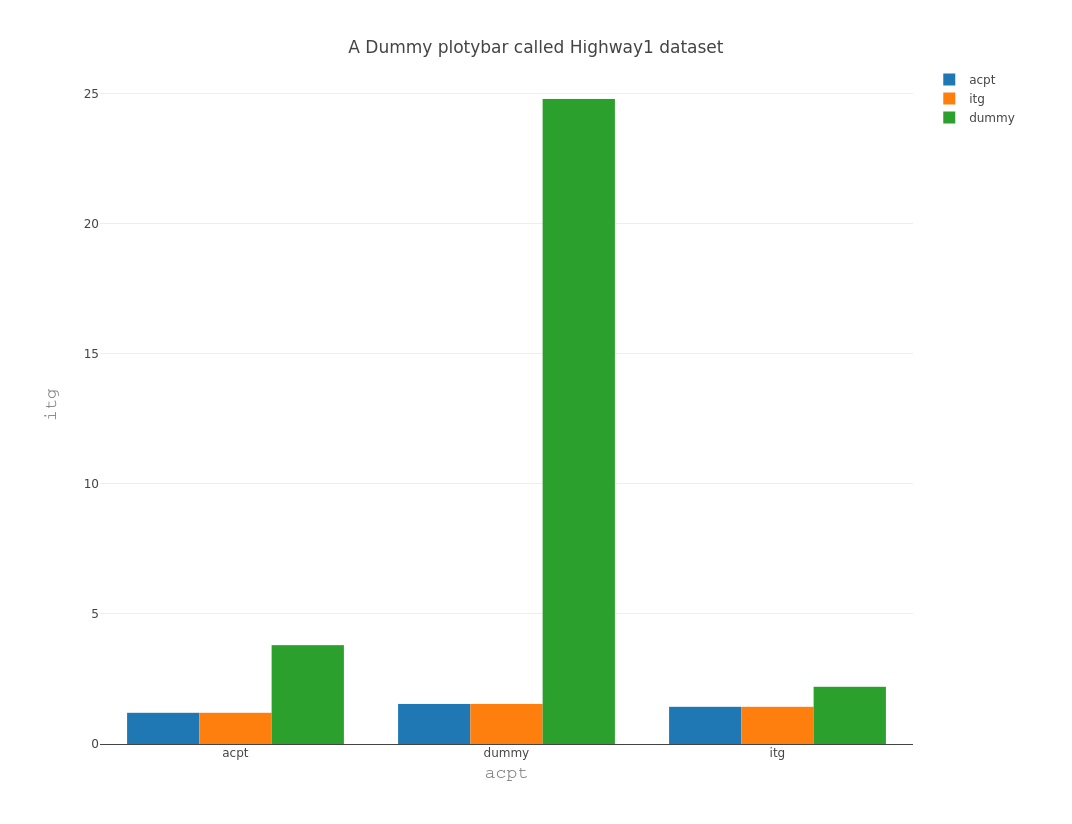 A Dummy plotybar called Highway1 dataset
acpt
itg
dummy
25
20
15
10
5
0
itg
acpt
dummy
itg
acpt